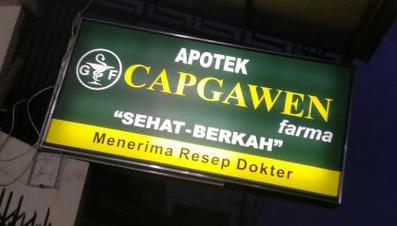 APOTEK
G F
CAPGAWEN
farma
"SEHAT-BERKAH"
Menerima Resep Dokter